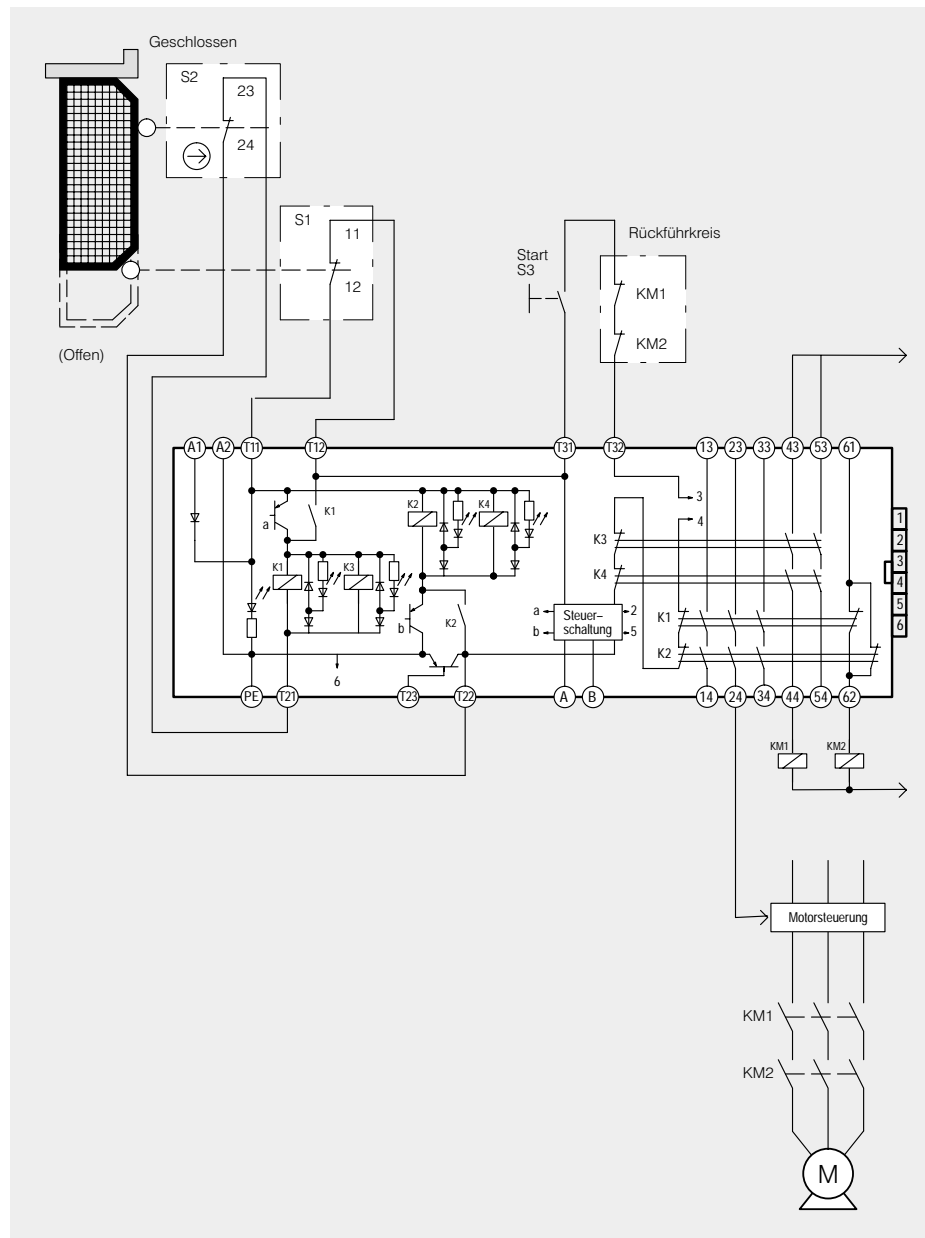 Geschlossen
S2
23
24
S1
11
12
(Offen)
Start
S3
Rückführkreis
KM1
KM2
A1 A2 T11 T12 T31 T32 13 23 33 43 53 61
3
4
a
K1
K2
K4
K3
K4
K1
K3
b
K2
a
b
Steuer–
schaltung
2
5
K1
K2
6
1
2
3
4
5
6
PE T21 T23 T22 A B 14 24 34 44 54 62
KM1
KM2
Motorsteuerung
KM1
KM2
M